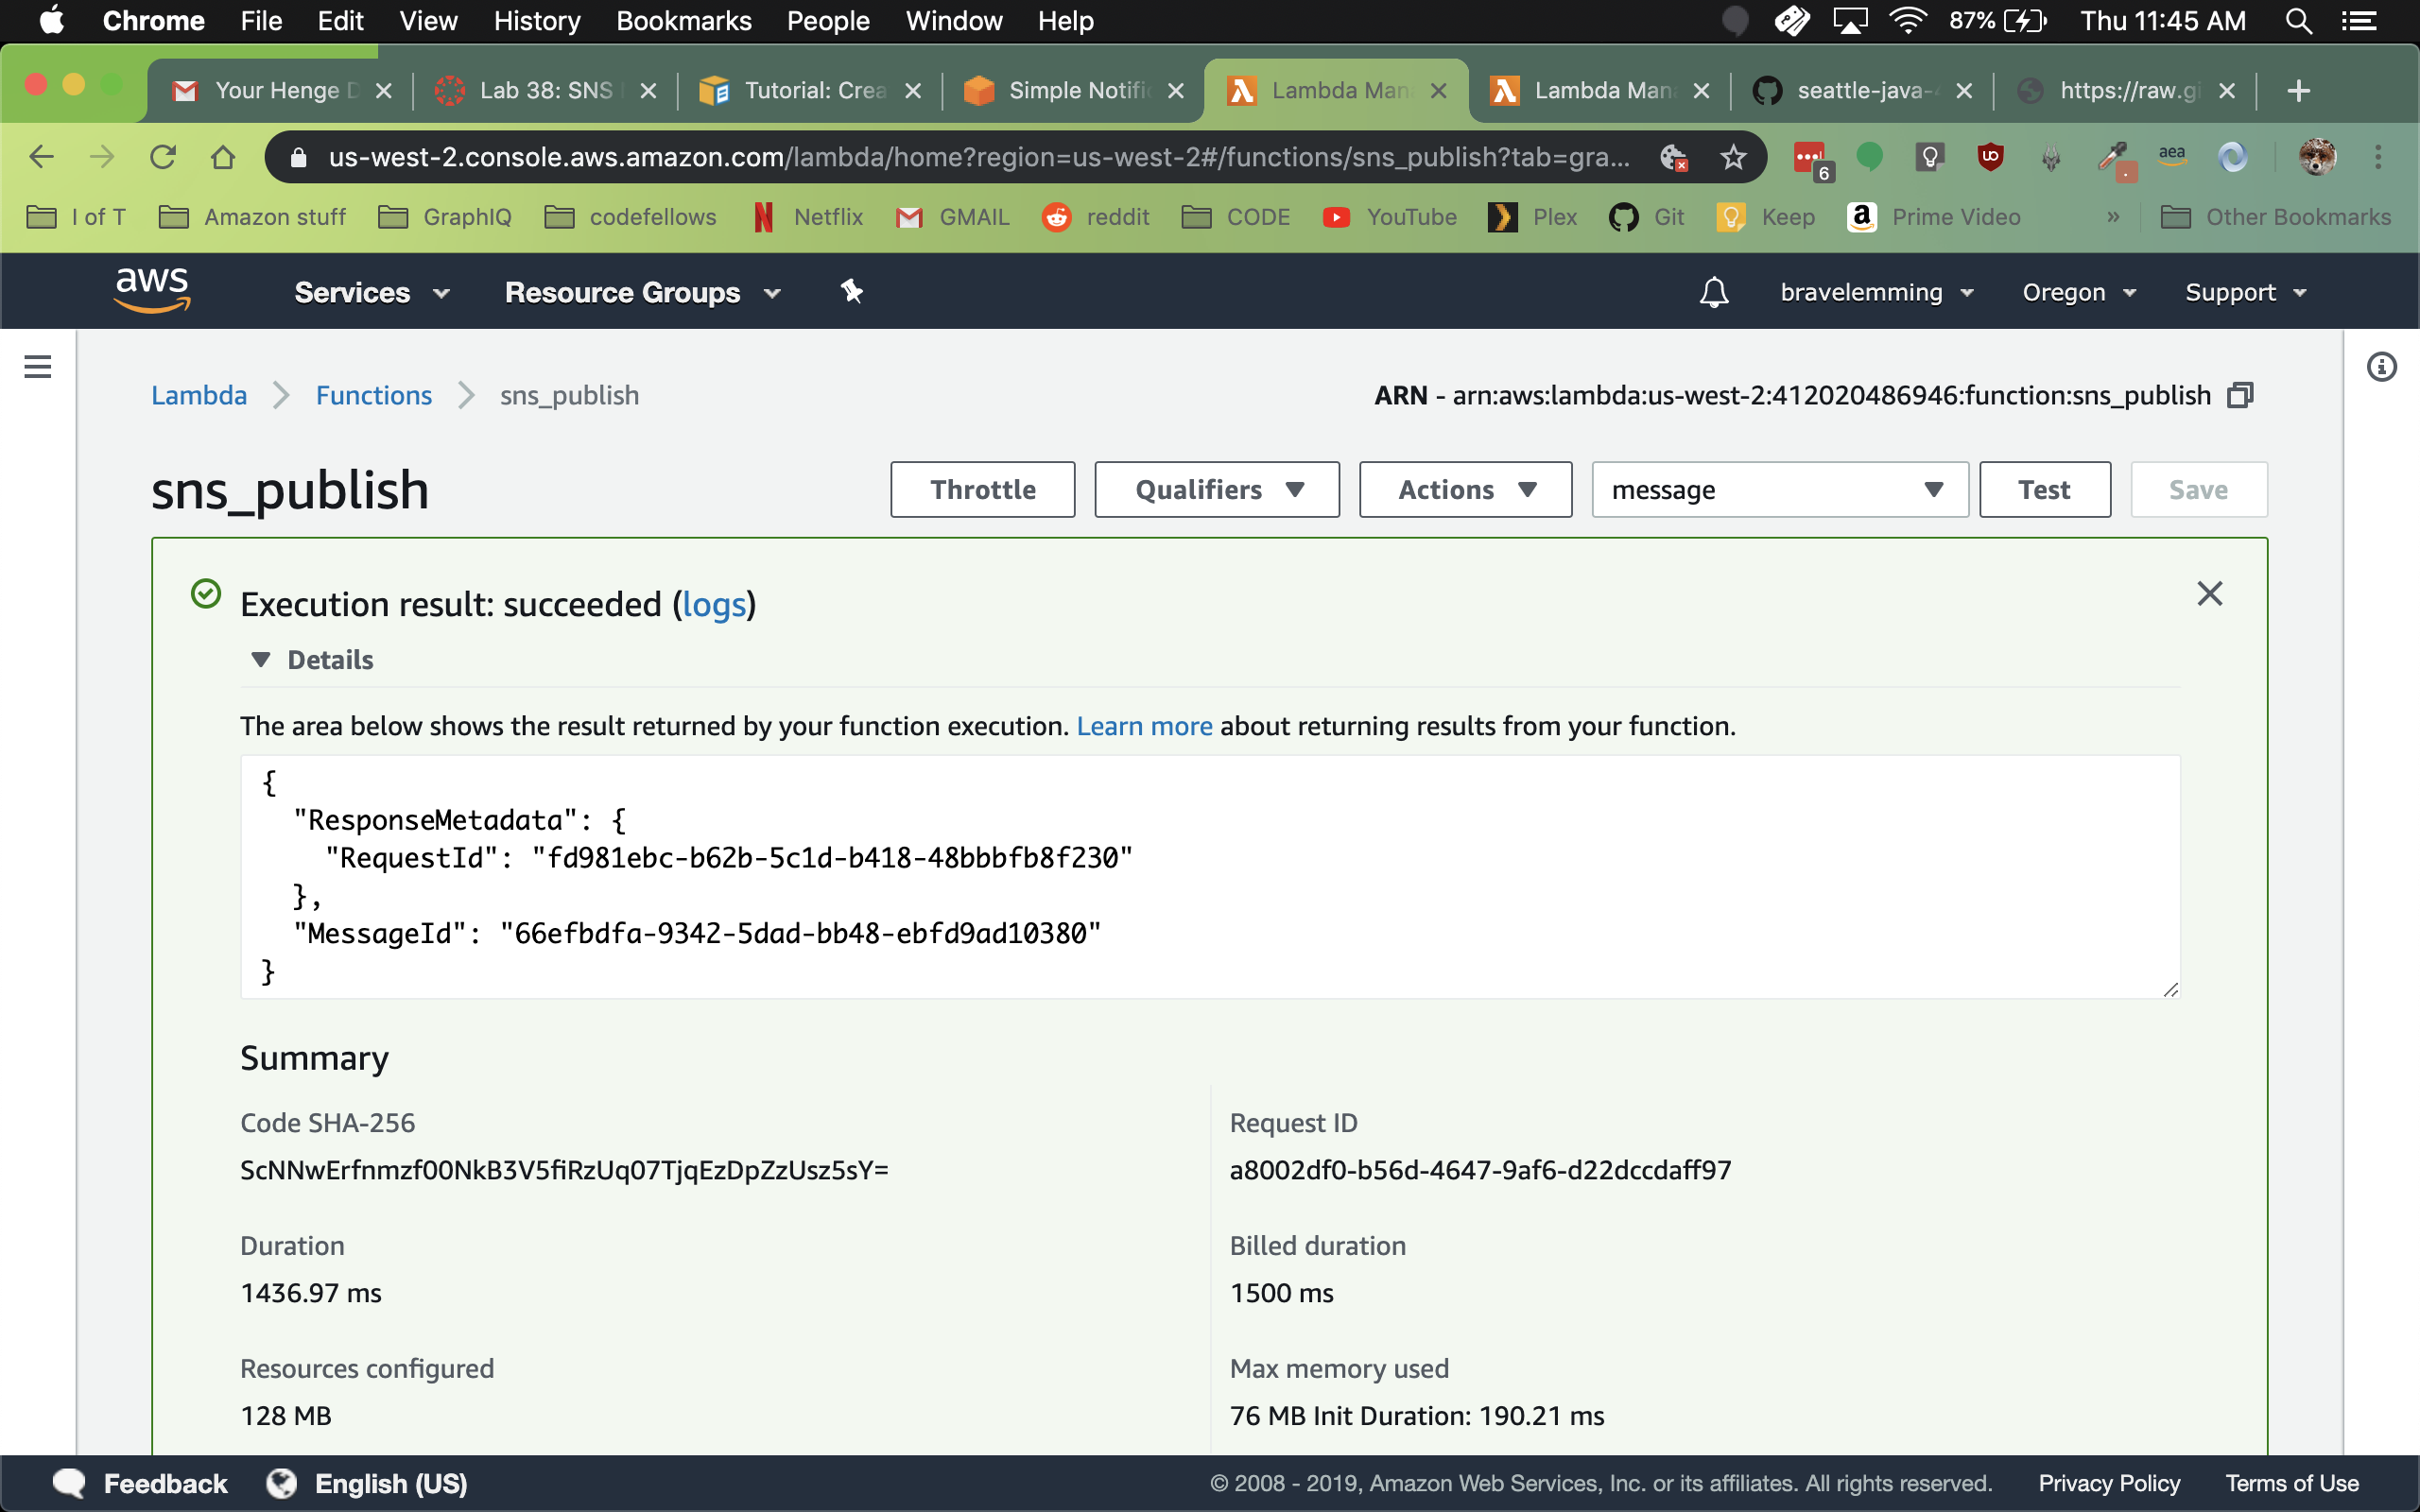 Chrome File Edit View History Bookmarks People Window Help 87% Thu 11:45 AM
Your Henge D Lab 38: SNS Tutorial: Crea Simple Notific Lambda Man Lambda Man seattle-java- https://raw.gi
us-west-2.console.aws.amazon.com/lambda/home?region=us-west-2#/functions/sns_publish?tab=gra... 6 aea
I of T Amazon stuff GraphIQ codefellows Netflix GMAIL reddit CODE YouTube Plex Git Keep Prime Video » Other Bookmarks
aws Services Resource Groups bravelemming Oregon Support
Lambda Functions sns_publish ARN - arn:aws:lambda:us-west-2:412020486946:function:sns_publish
sns_publish Throttle Qualifiers Actions message Test Save
Execution result: succeeded (logs)
Details
The area below shows the result returned by your function execution. Learn more about returning results from your function.
{
"ResponseMetadata": {
"RequestId": "fd981ebc-b62b-5c1d-b418-48bbbfb8f230"
},
"MessageId": "66efbdfa-9342-5dad-bb48-ebfd9ad10380"
}
Summary
Code SHA-256 Request ID
ScNNwErfnmzf00NkB3V5fiRzUq07TjqEzDpZzUsz5sY= a8002df0-b56d-4647-9af6-d22dccdaff97
Duration Billed duration
1436.97 ms 1500 ms
Resources configured Max memory used
128 MB 76 MB Init Duration: 190.21 ms
Feedback English (US) © 2008 - 2019, Amazon Web Services, Inc. or its affiliates. All rights reserved. Privacy Policy Terms of Use